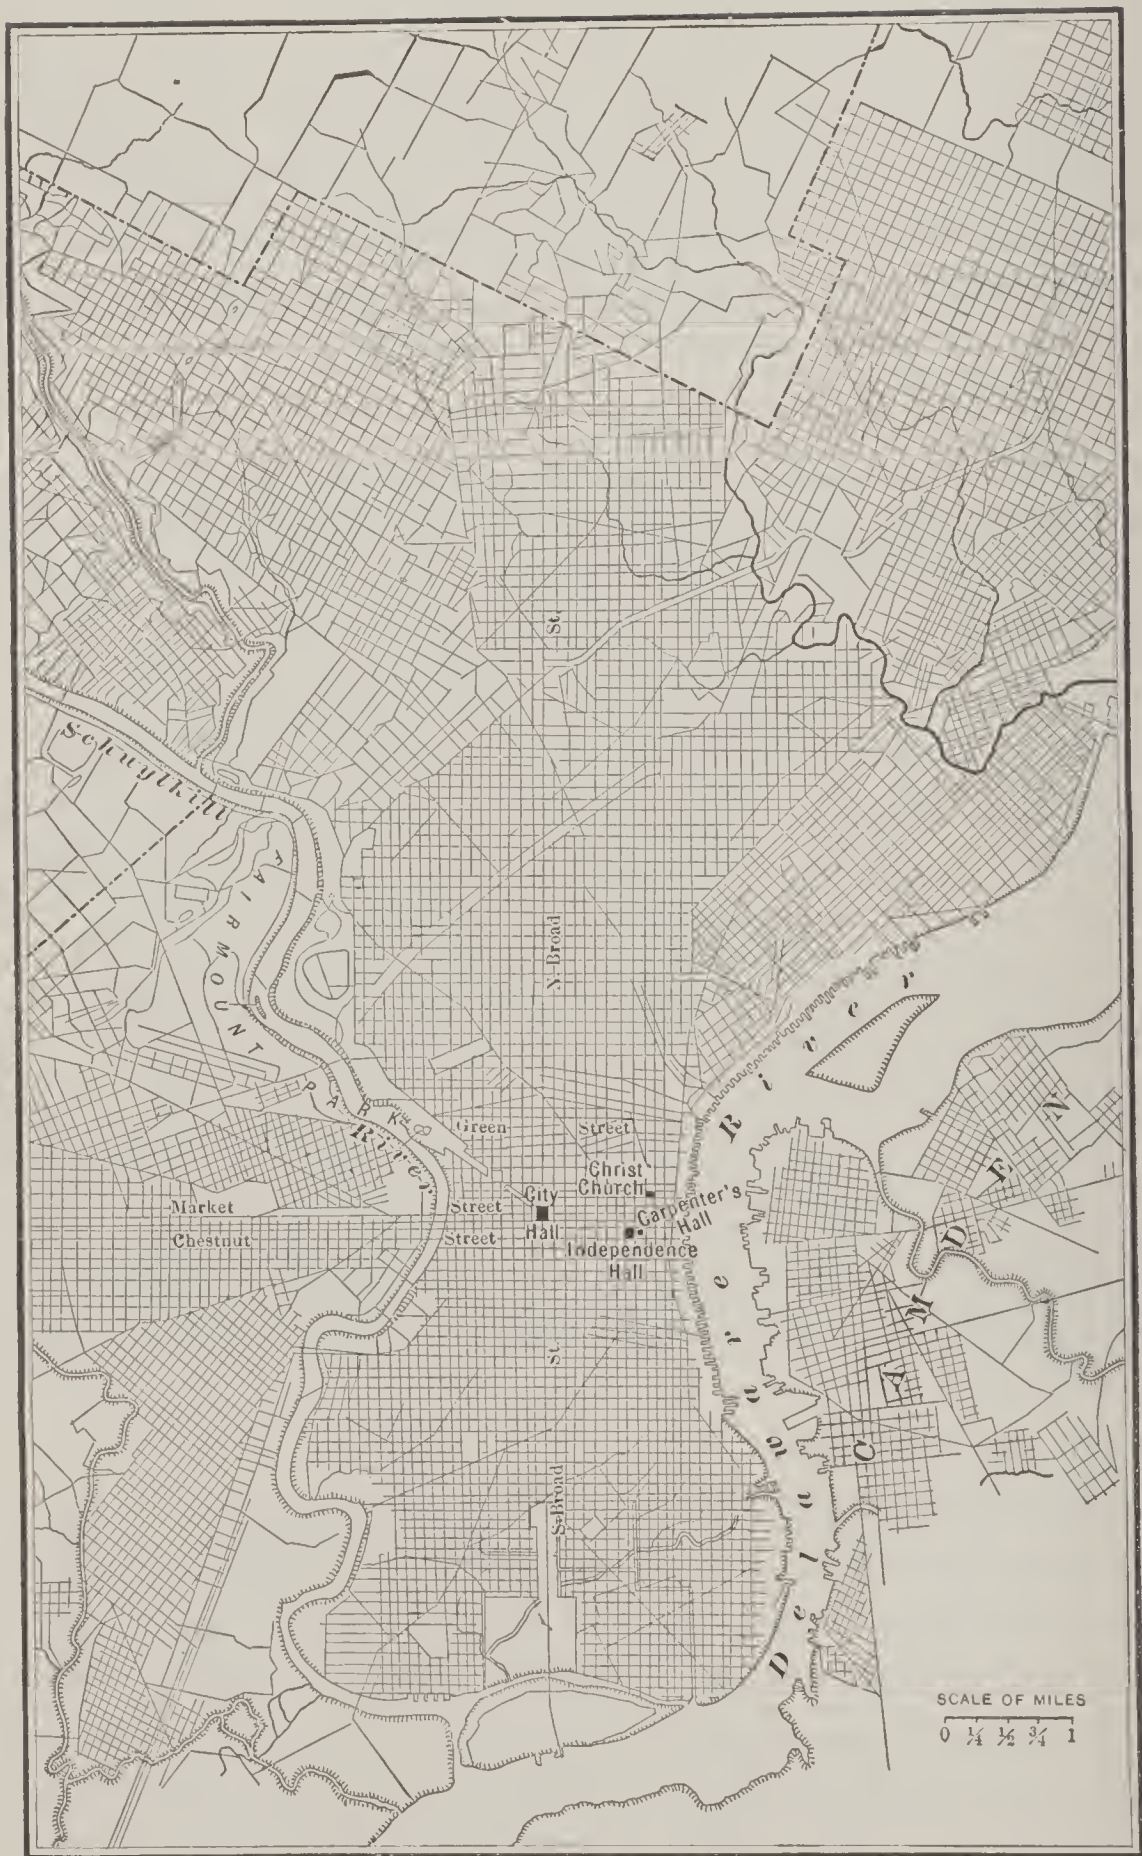 Schuylkill
FAIRMOUNT
PARK
River
St.
N. Broad
Green Street
Christ
Church
City
Hall
Carpenter's
Hall
Independence
Hall
Market Street
Chestnut Street
St.
S. Broad
Delaware River
CAMDEN
SCALE OF MILES
0 ¼ ½ ¾ 1